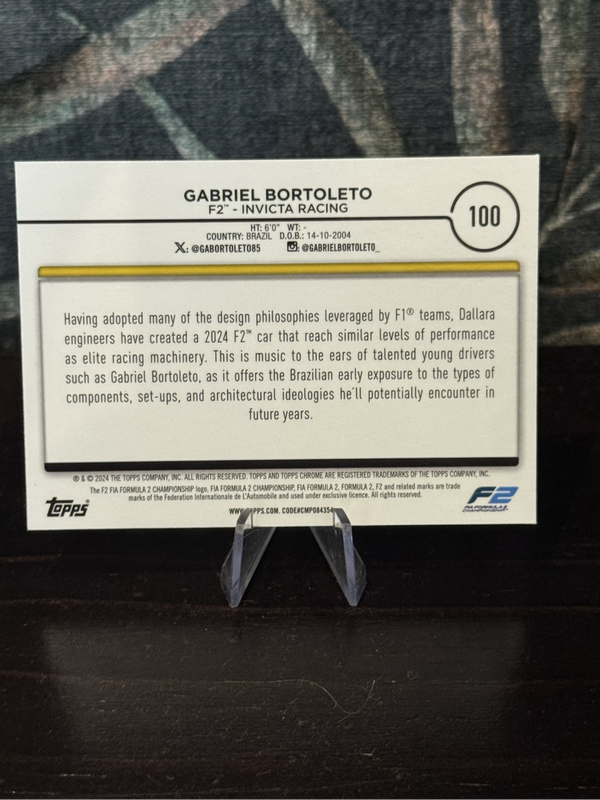 GABRIEL BORTOLETO
F2™ - INVICTA RACING
100
HT: 6'0" WT: -
COUNTRY: BRAZIL D.O.B.: 14-10-2004
X: @GABORTOLETO85 : @GABRIELBORTOLETO_
Having adopted many of the design philosophies leveraged by F1® teams, Dallara
engineers have created a 2024 F2™ car that reach similar levels of performance
as elite racing machinery. This is music to the ears of talented young drivers
such as Gabriel Bortoleto, as it offers the Brazilian early exposure to the types of
components, set-ups, and architectural ideologies he'll potentially encounter in
future years.
® & © 2024 THE TOPPS COMPANY, INC. ALL RIGHTS RESERVED. TOPPS AND TOPPS CHROME ARE REGISTERED TRADEMARKS OF THE TOPPS COMPANY, INC.
The F2 FIA FORMULA 2 CHAMPIONSHIP logo, FIA FORMULA 2 CHAMPIONSHIP, FIA FORMULA 2, FORMULA 2, F2 and related marks are trade
marks of the Federation Internationale de L'Automobile and used under exclusive licence. All rights reserved.
Topps
F2
FIA FORMULA 2
CHAMPIONSHIP
CODE#CMP084354